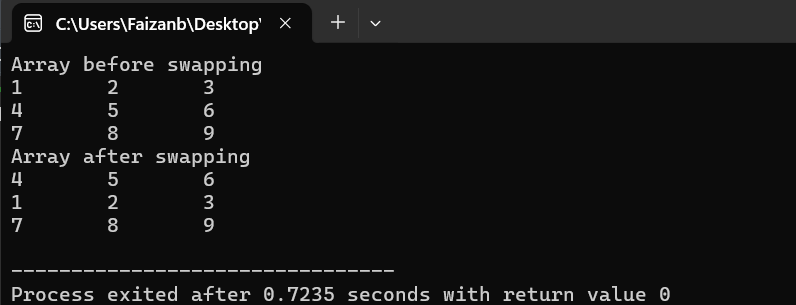 C:\Users\Faizanb\Desktop\
Array before swapping
1 2 3
4 5 6
7 8 9
Array after swapping
4 5 6
1 2 3
7 8 9
--------------------------------
Process exited after 0.7235 seconds with return value 0